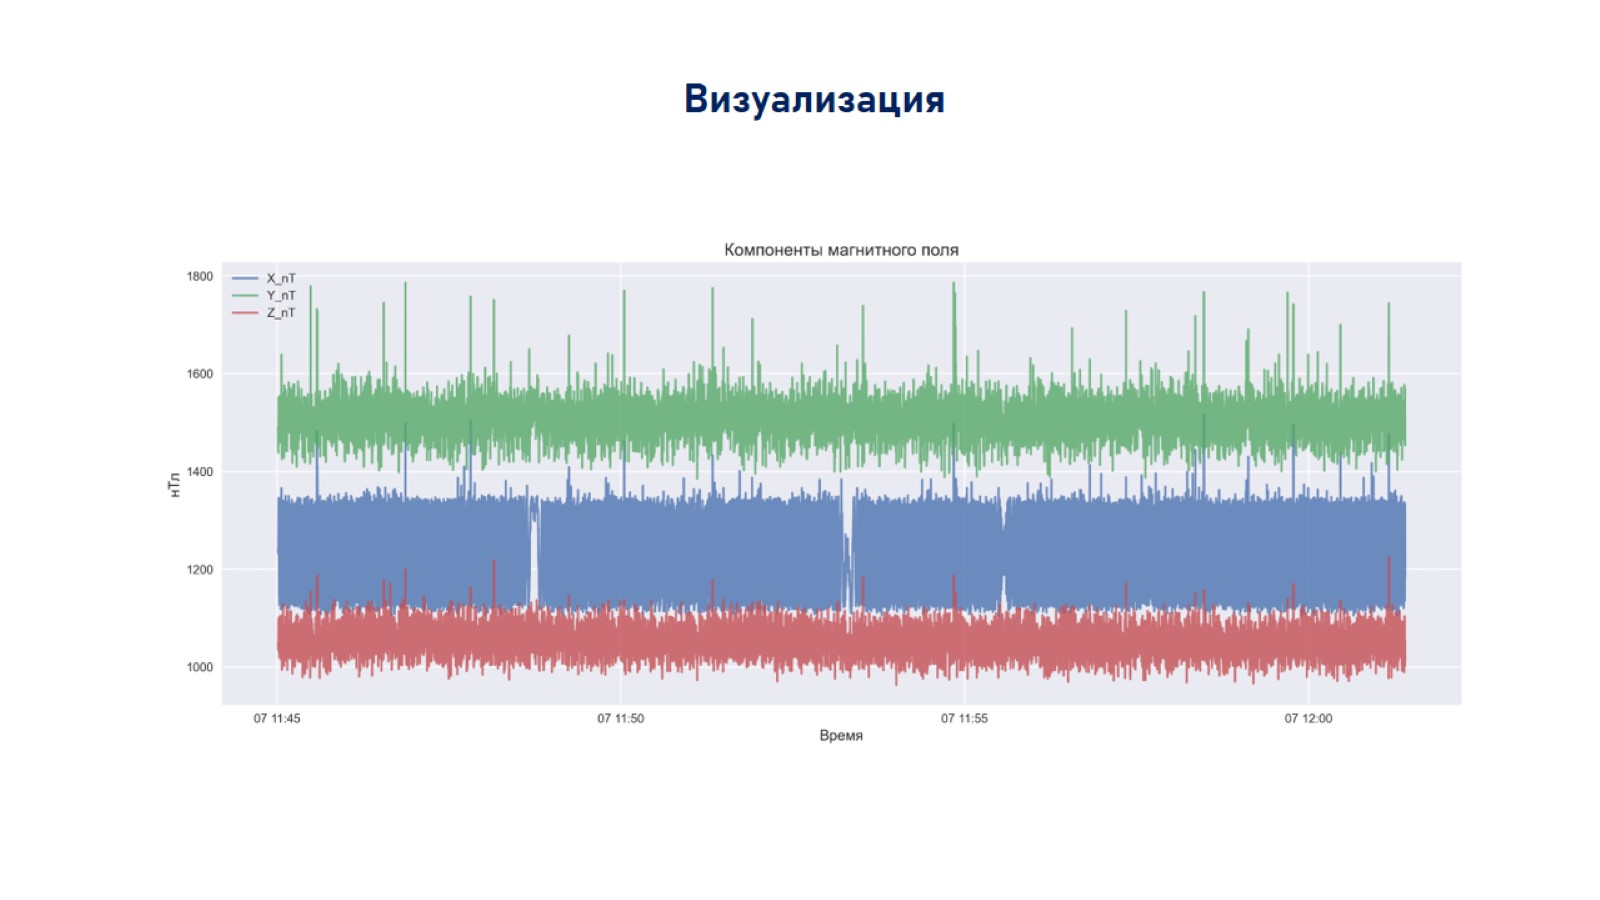 Визуализация
Компоненты магнитного поля
X_nT
Y_nT
Z_nT
1800
1600
1400
1200
1000
нТл
07 11:45
07 11:50
07 11:55
07 12:00
Время